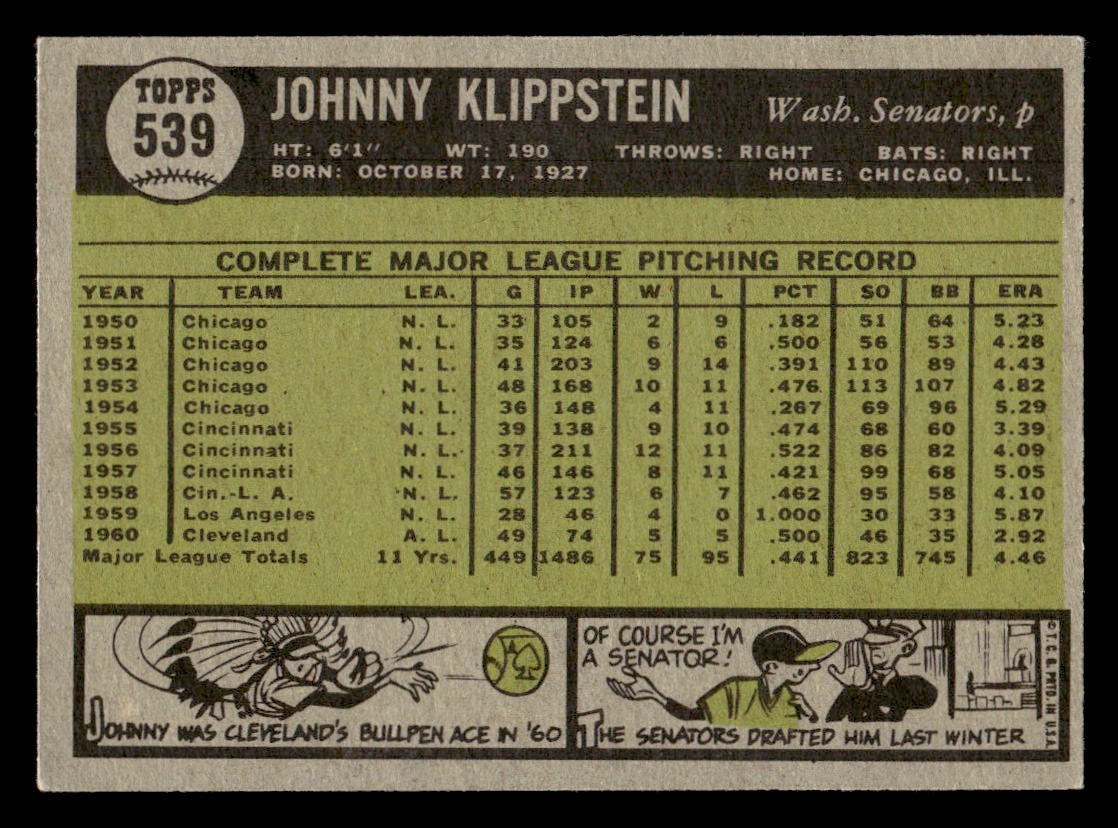 TOPPS
539
JOHNNY KLIPPSTEIN Wash. Senators, p
HT: 6'1" WT: 190 THROWS: RIGHT BATS: RIGHT
BORN: OCTOBER 17, 1927 HOME: CHICAGO, ILL.
COMPLETE MAJOR LEAGUE PITCHING RECORD
YEAR TEAM LEA. G IP W L PCT SO BB ERA
1950 Chicago N. L. 33 105 2 9 .182 51 64 5.23
1951 Chicago N. L. 35 124 6 6 .500 56 53 4.28
1952 Chicago N. L. 41 203 9 14 .391 110 89 4.43
1953 Chicago N. L. 48 168 10 11 .476 113 107 4.82
1954 Chicago N. L. 36 148 4 11 .267 69 96 5.29
1955 Cincinnati N. L. 39 138 9 10 .474 68 60 3.39
1956 Cincinnati N. L. 37 211 12 11 .522 86 82 4.09
1957 Cincinnati N. L. 46 146 8 11 .421 99 68 5.05
1958 Cin.-L. A. N. L. 57 123 6 7 .462 95 58 4.10
1959 Los Angeles N. L. 28 46 4 0 1.000 30 33 5.87
1960 Cleveland A. L. 49 74 5 5 .500 46 35 2.92
Major League Totals 11 Yrs. 449 1486 75 95 .441 823 745 4.46
JOHNNY WAS CLEVELAND'S BULLPEN ACE IN '60
OF COURSE I'M
A SENATOR!
THE SENATORS DRAFTED HIM LAST WINTER
© T. C. G. PRTD. IN U.S.A.